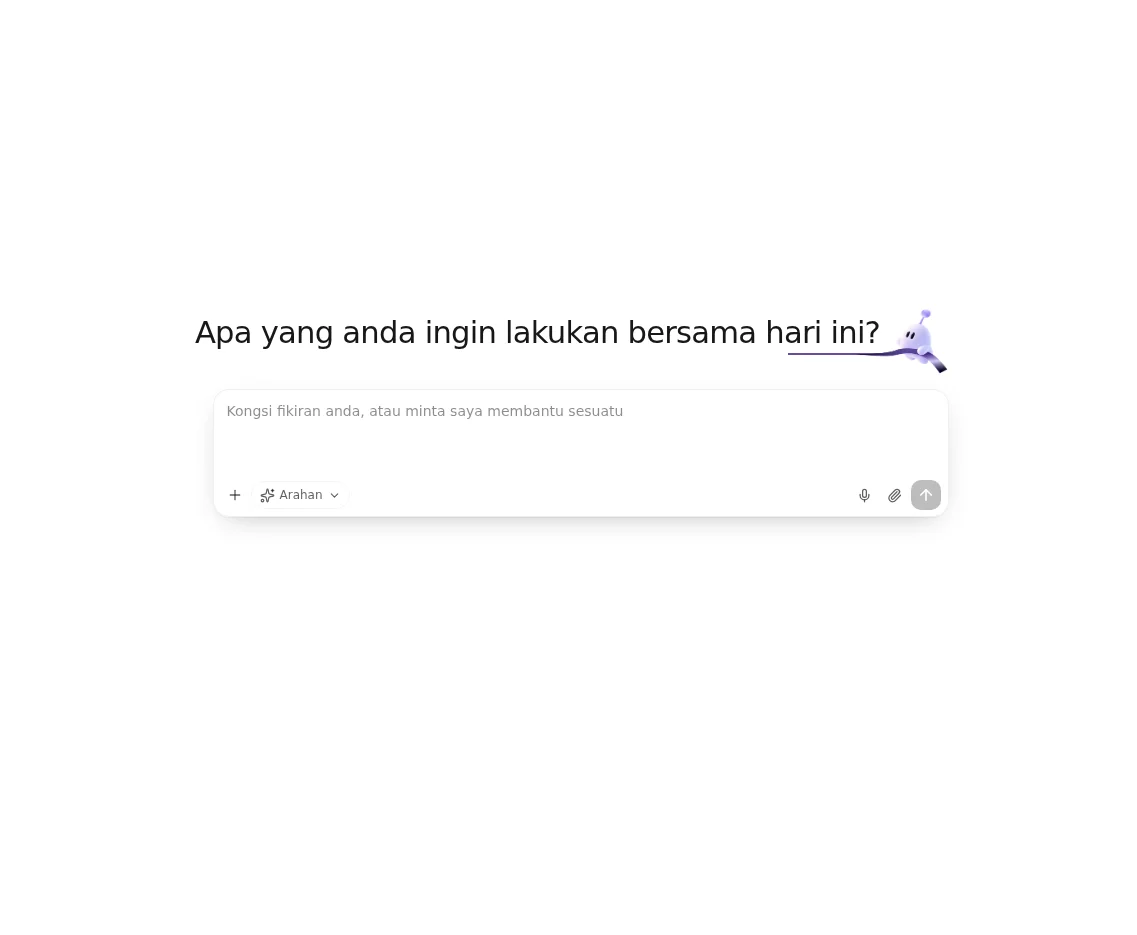 Apa yang anda ingin lakukan bersama hari ini?
Kongsi fikiran anda, atau minta saya membantu sesuatu
Arahan